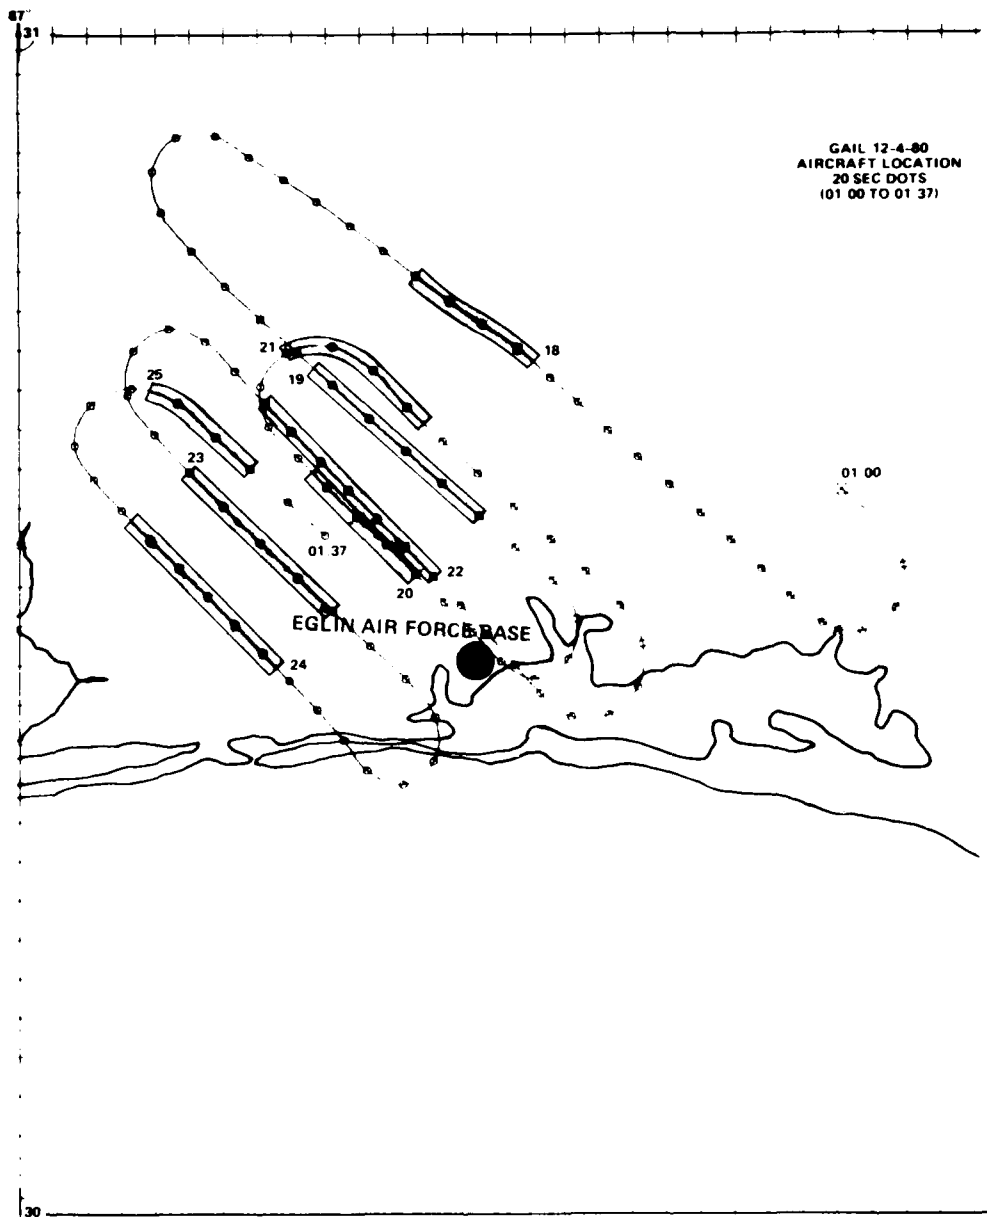 87°
31
GAIL 12-4-80
AIRCRAFT LOCATION
20 SEC DOTS
(01 00 TO 01 37)
18
21
19
25
23
01 00
01 37
22
20
EGLIN AIR FORCE BASE
24
30